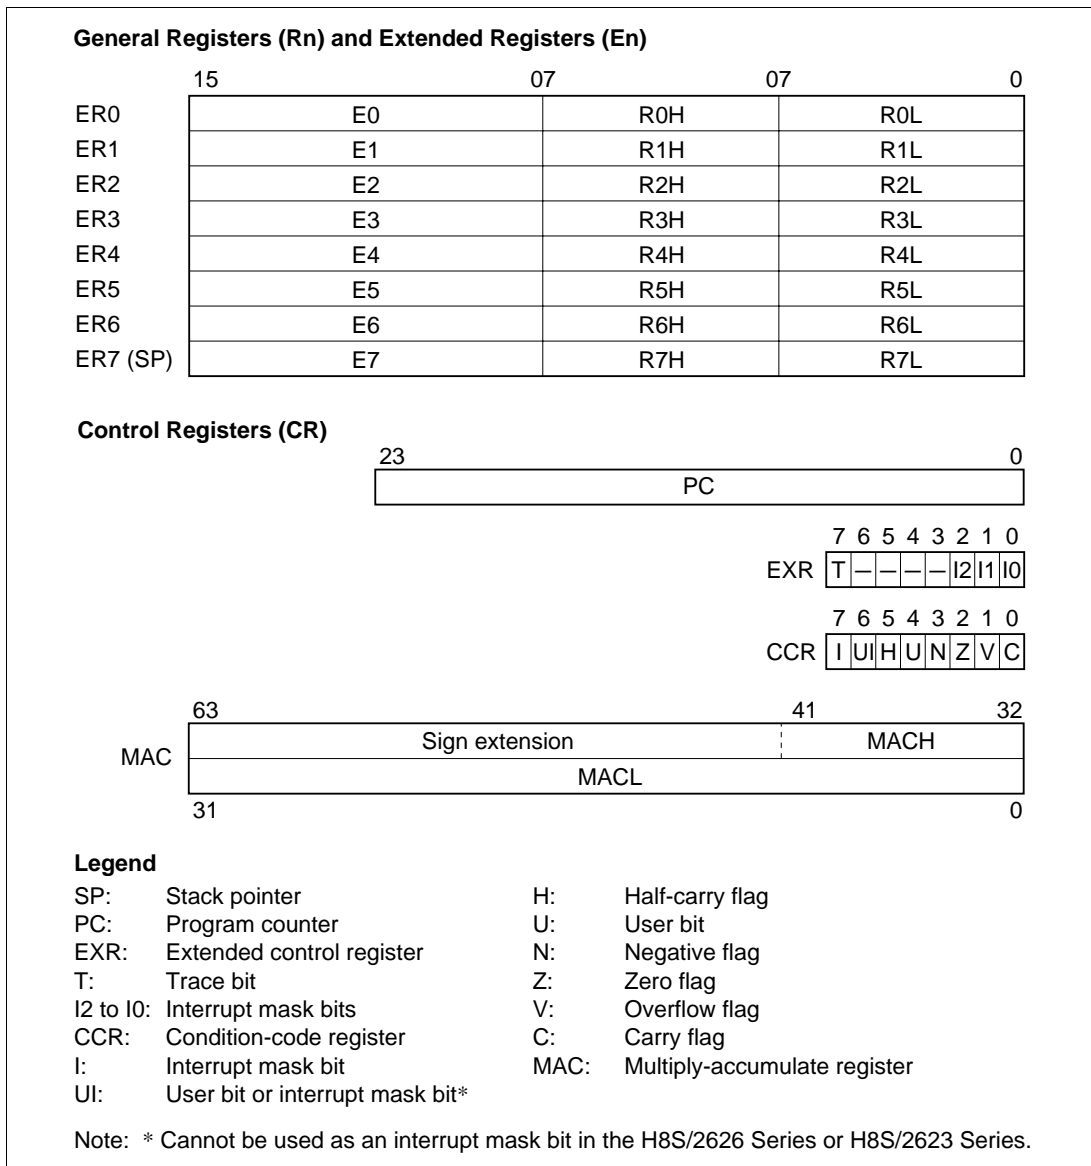 General Registers (Rn) and Extended Registers (En)
15 07 07 0
ER0 E0 R0H R0L
ER1 E1 R1H R1L
ER2 E2 R2H R2L
ER3 E3 R3H R3L
ER4 E4 R4H R4L
ER5 E5 R5H R5L
ER6 E6 R6H R6L
ER7 (SP) E7 R7H R7L
Control Registers (CR)
23 0
PC
7 6 5 4 3 2 1 0
EXR T — — — — I2 I1 I0
7 6 5 4 3 2 1 0
CCR I UI H U N Z V C
63 41 32
MAC Sign extension MACH
MACL
31 0
Legend
SP: Stack pointer H: Half-carry flag
PC: Program counter U: User bit
EXR: Extended control register N: Negative flag
T: Trace bit Z: Zero flag
I2 to I0: Interrupt mask bits V: Overflow flag
CCR: Condition-code register C: Carry flag
I: Interrupt mask bit MAC: Multiply-accumulate register
UI: User bit or interrupt mask bit*
Note: * Cannot be used as an interrupt mask bit in the H8S/2626 Series or H8S/2623 Series.